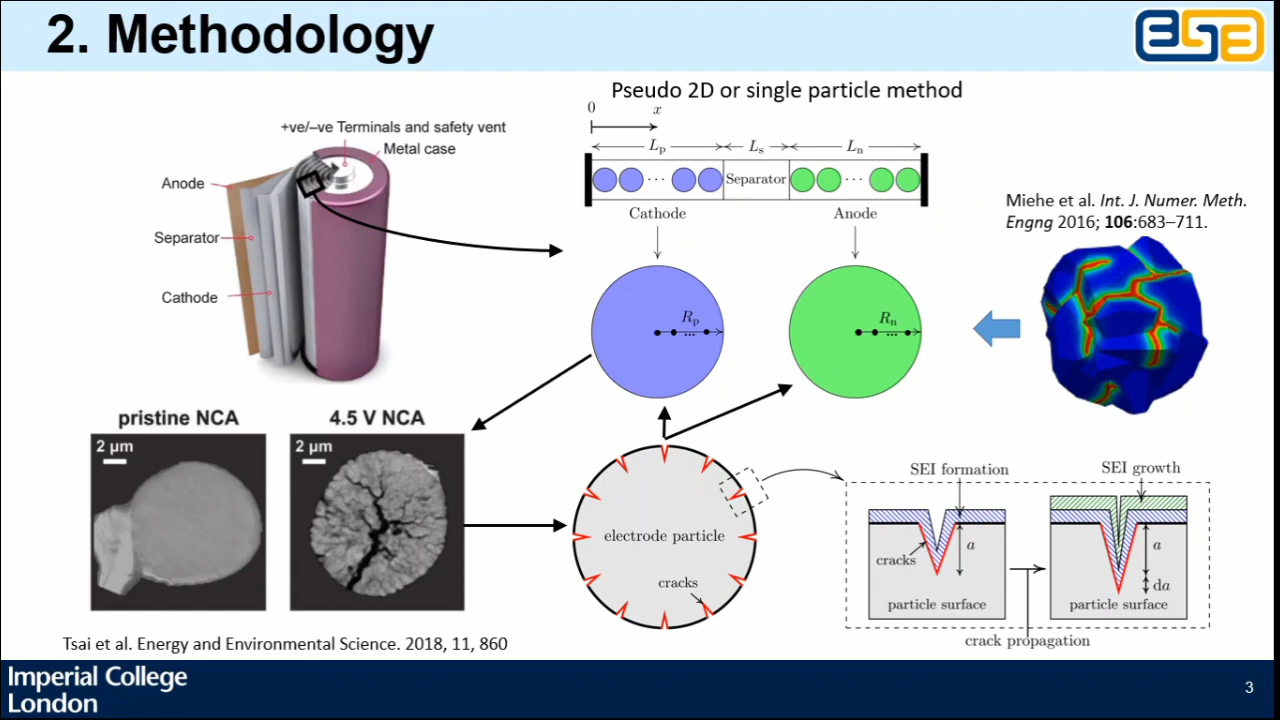 2. Methodology
Pseudo 2D or single particle method
0
x
+ve/–ve Terminals and safety vent
Metal case
Anode
Separator
Cathode
Lp
Ls
Ln
Separator
Cathode
Anode
Miehe et al. Int. J. Numer. Meth.
Engng 2016; 106:683–711.
Rp
...
Rn
...
pristine NCA
4.5 V NCA
2 μm
2 μm
electrode particle
cracks
SEI formation
SEI growth
cracks
a
a
da
particle surface
particle surface
crack propagation
Tsai et al. Energy and Environmental Science. 2018, 11, 860
Imperial College
London
3